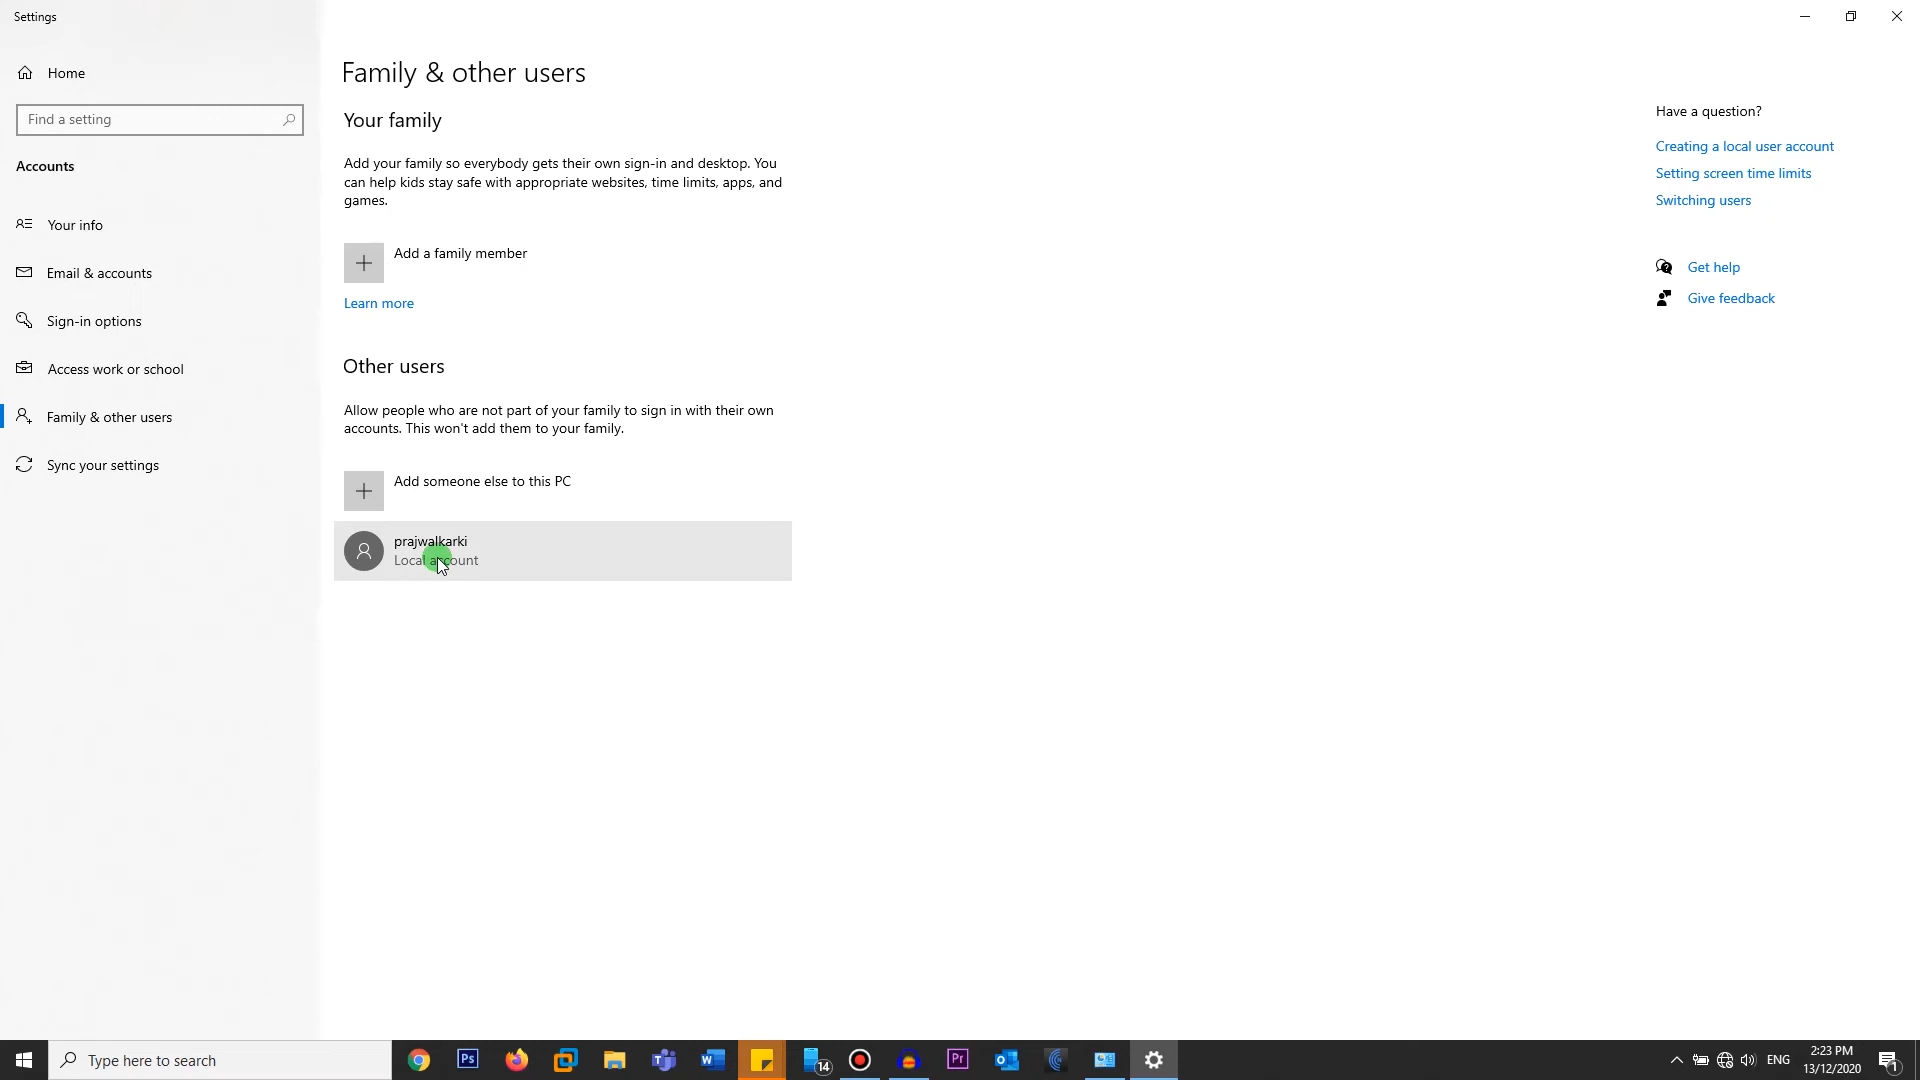 Settings
Home
Find a setting
Accounts
Your info
Email & accounts
Sign-in options
Access work or school
Family & other users
Sync your settings
Family & other users
Your family
Add your family so everybody gets their own sign-in and desktop. You
can help kids stay safe with appropriate websites, time limits, apps, and
games.
Add a family member
Learn more
Other users
Allow people who are not part of your family to sign in with their own
accounts. This won't add them to your family.
Add someone else to this PC
prajwalkarki
Local account
Have a question?
Creating a local user account
Setting screen time limits
Switching users
Get help
Give feedback
Type here to search
Ps
T
W
14
Pr
O
ENG
2:23 PM
13/12/2020
1